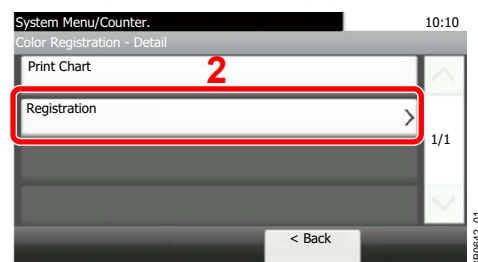 System Menu/Counter. 10:10
Color Registration - Detail
Print Chart
2
Registration >
1/1
< Back